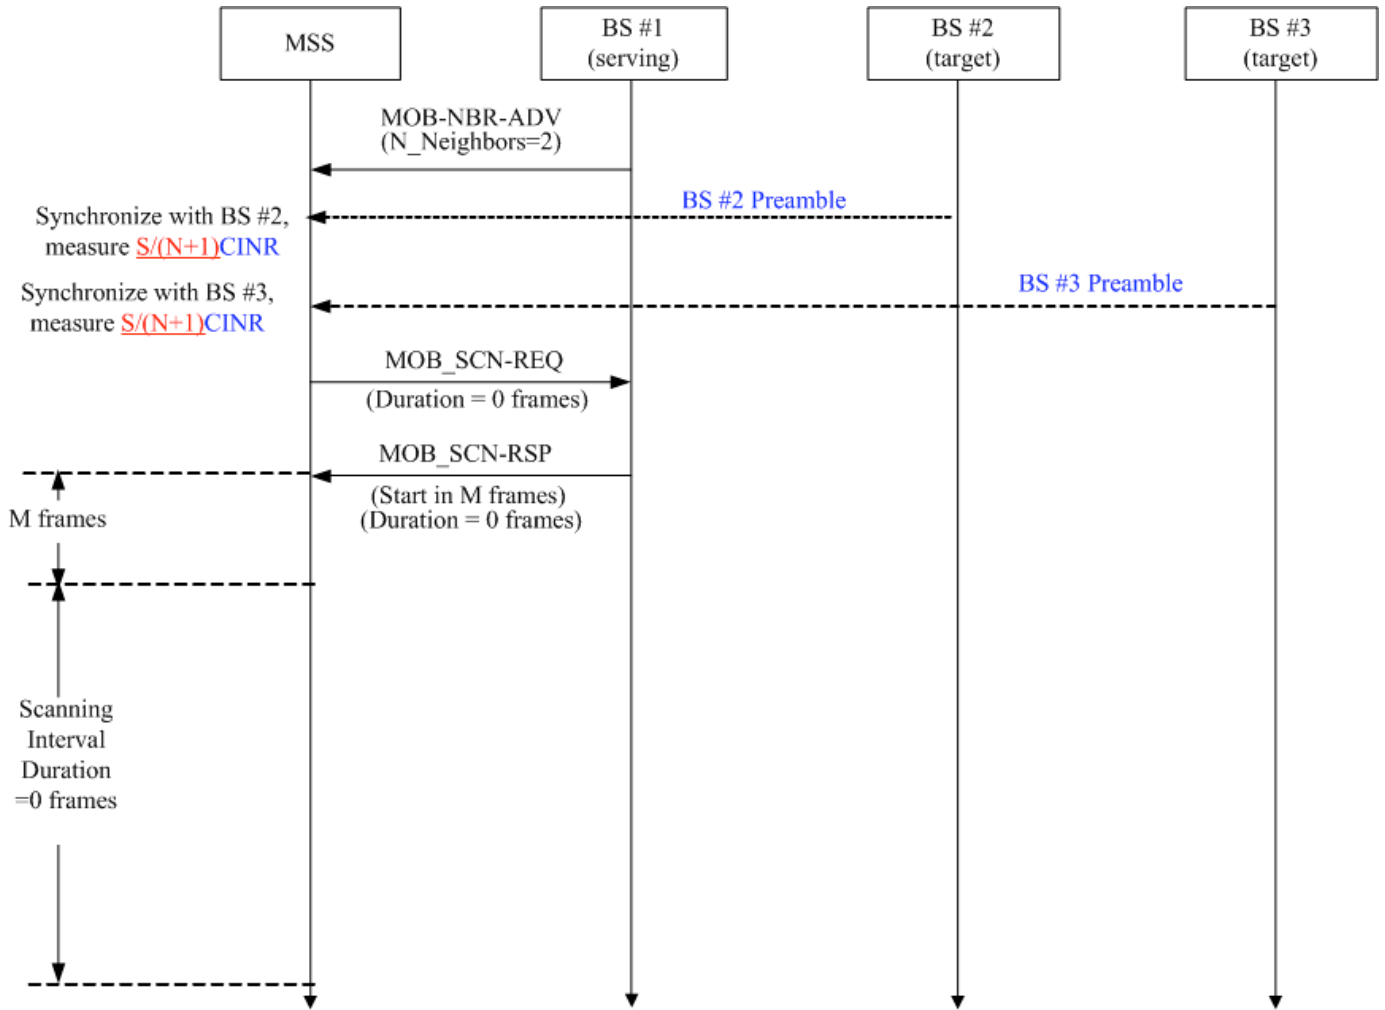 MSS
BS #1
(serving)
BS #2
(target)
BS #3
(target)
MOB-NBR-ADV
(N_Neighbors=2)
BS #2 Preamble
Synchronize with BS #2,
measure S/(N+1)CINR
BS #3 Preamble
Synchronize with BS #3,
measure S/(N+1)CINR
MOB_SCN-REQ
(Duration = 0 frames)
MOB_SCN-RSP
(Start in M frames)
(Duration = 0 frames)
M frames
Scanning
Interval
Duration
=0 frames